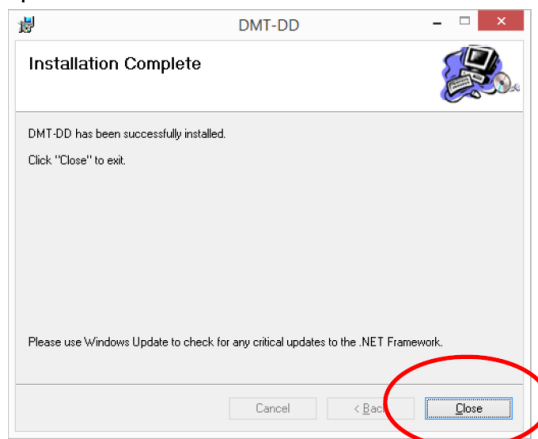 DMT-DD
Installation Complete
DMT-DD has been successfully installed.
Click "Close" to exit.
Please use Windows Update to check for any critical updates to the .NET Framework.
Cancel
< Back
Close